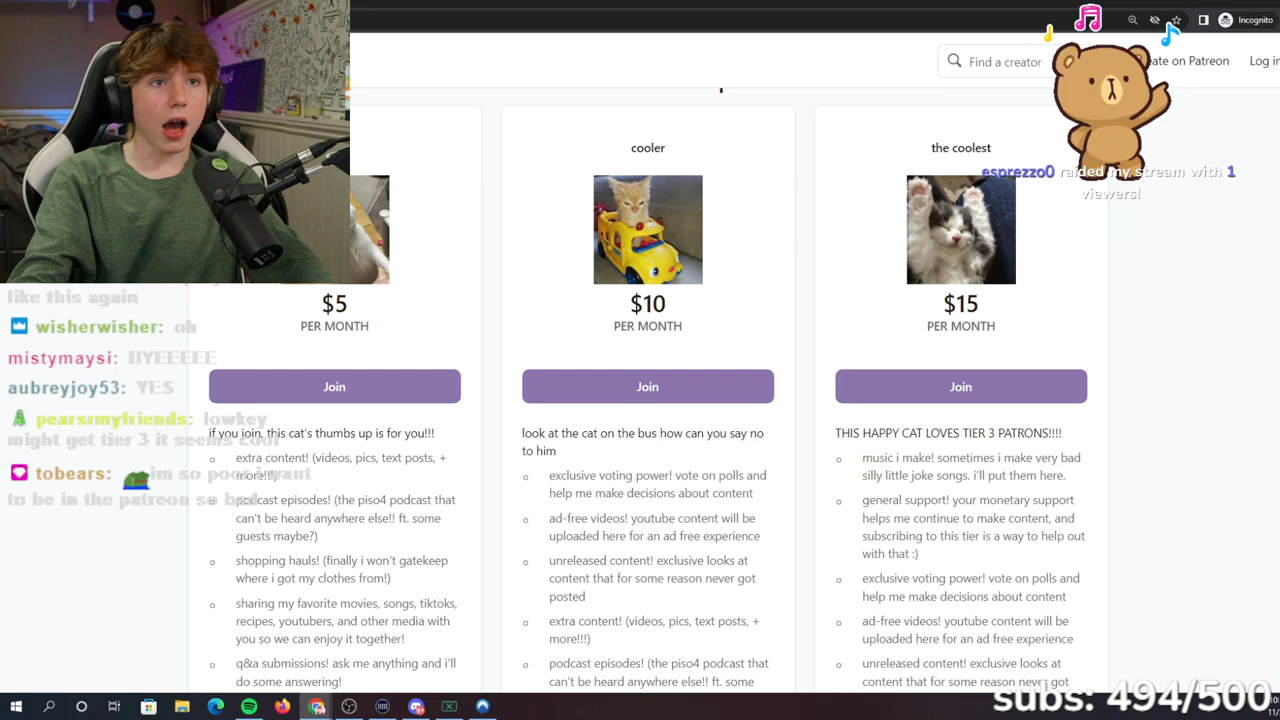 Incognito
Find a creator
eate on Patreon
Log in
esprezzo0 raided my stream with 1
viewers!
cooler
the coolest
$5
PER MONTH
Join
if you join, this cat's thumbs up is for you!!!
extra content! (videos, pics, text posts, +
more!!!)
podcast episodes! (the piso4 podcast that
can't be heard anywhere else!! ft. some
guests maybe?)
shopping hauls! (finally i won't gatekeep
where i got my clothes from!)
sharing my favorite movies, songs, tiktoks,
recipes, youtubers, and other media with
you so we can enjoy it together!
q&a submissions! ask me anything and i'll
do some answering!
$10
PER MONTH
Join
look at the cat on the bus how can you say no
to him
exclusive voting power! vote on polls and
help me make decisions about content
ad-free videos! youtube content will be
uploaded here for an ad free experience
unreleased content! exclusive looks at
content that for some reason never got
posted
extra content! (videos, pics, text posts, +
more!!!)
podcast episodes! (the piso4 podcast that
can't be heard anywhere else!! ft. some
$15
PER MONTH
Join
THIS HAPPY CAT LOVES TIER 3 PATRONS!!!!
music i make! sometimes i make very bad
silly little joke songs. i'll put them here.
general support! your monetary support
helps me continue to make content, and
subscribing to this tier is a way to help out
with that :)
exclusive voting power! vote on polls and
help me make decisions about content
ad-free videos! youtube content will be
uploaded here for an ad free experience
unreleased content! exclusive looks at
content that for some reason never got
like this again
wisherwisher: oh
mistymaysi: BYEEEEE
aubreyjoy53: YES
pearsrmyfriends: lowkey
might get tier 3 it seems cool
tobears: im so poor i want
to be in the patreon so bad
subs: 494/500